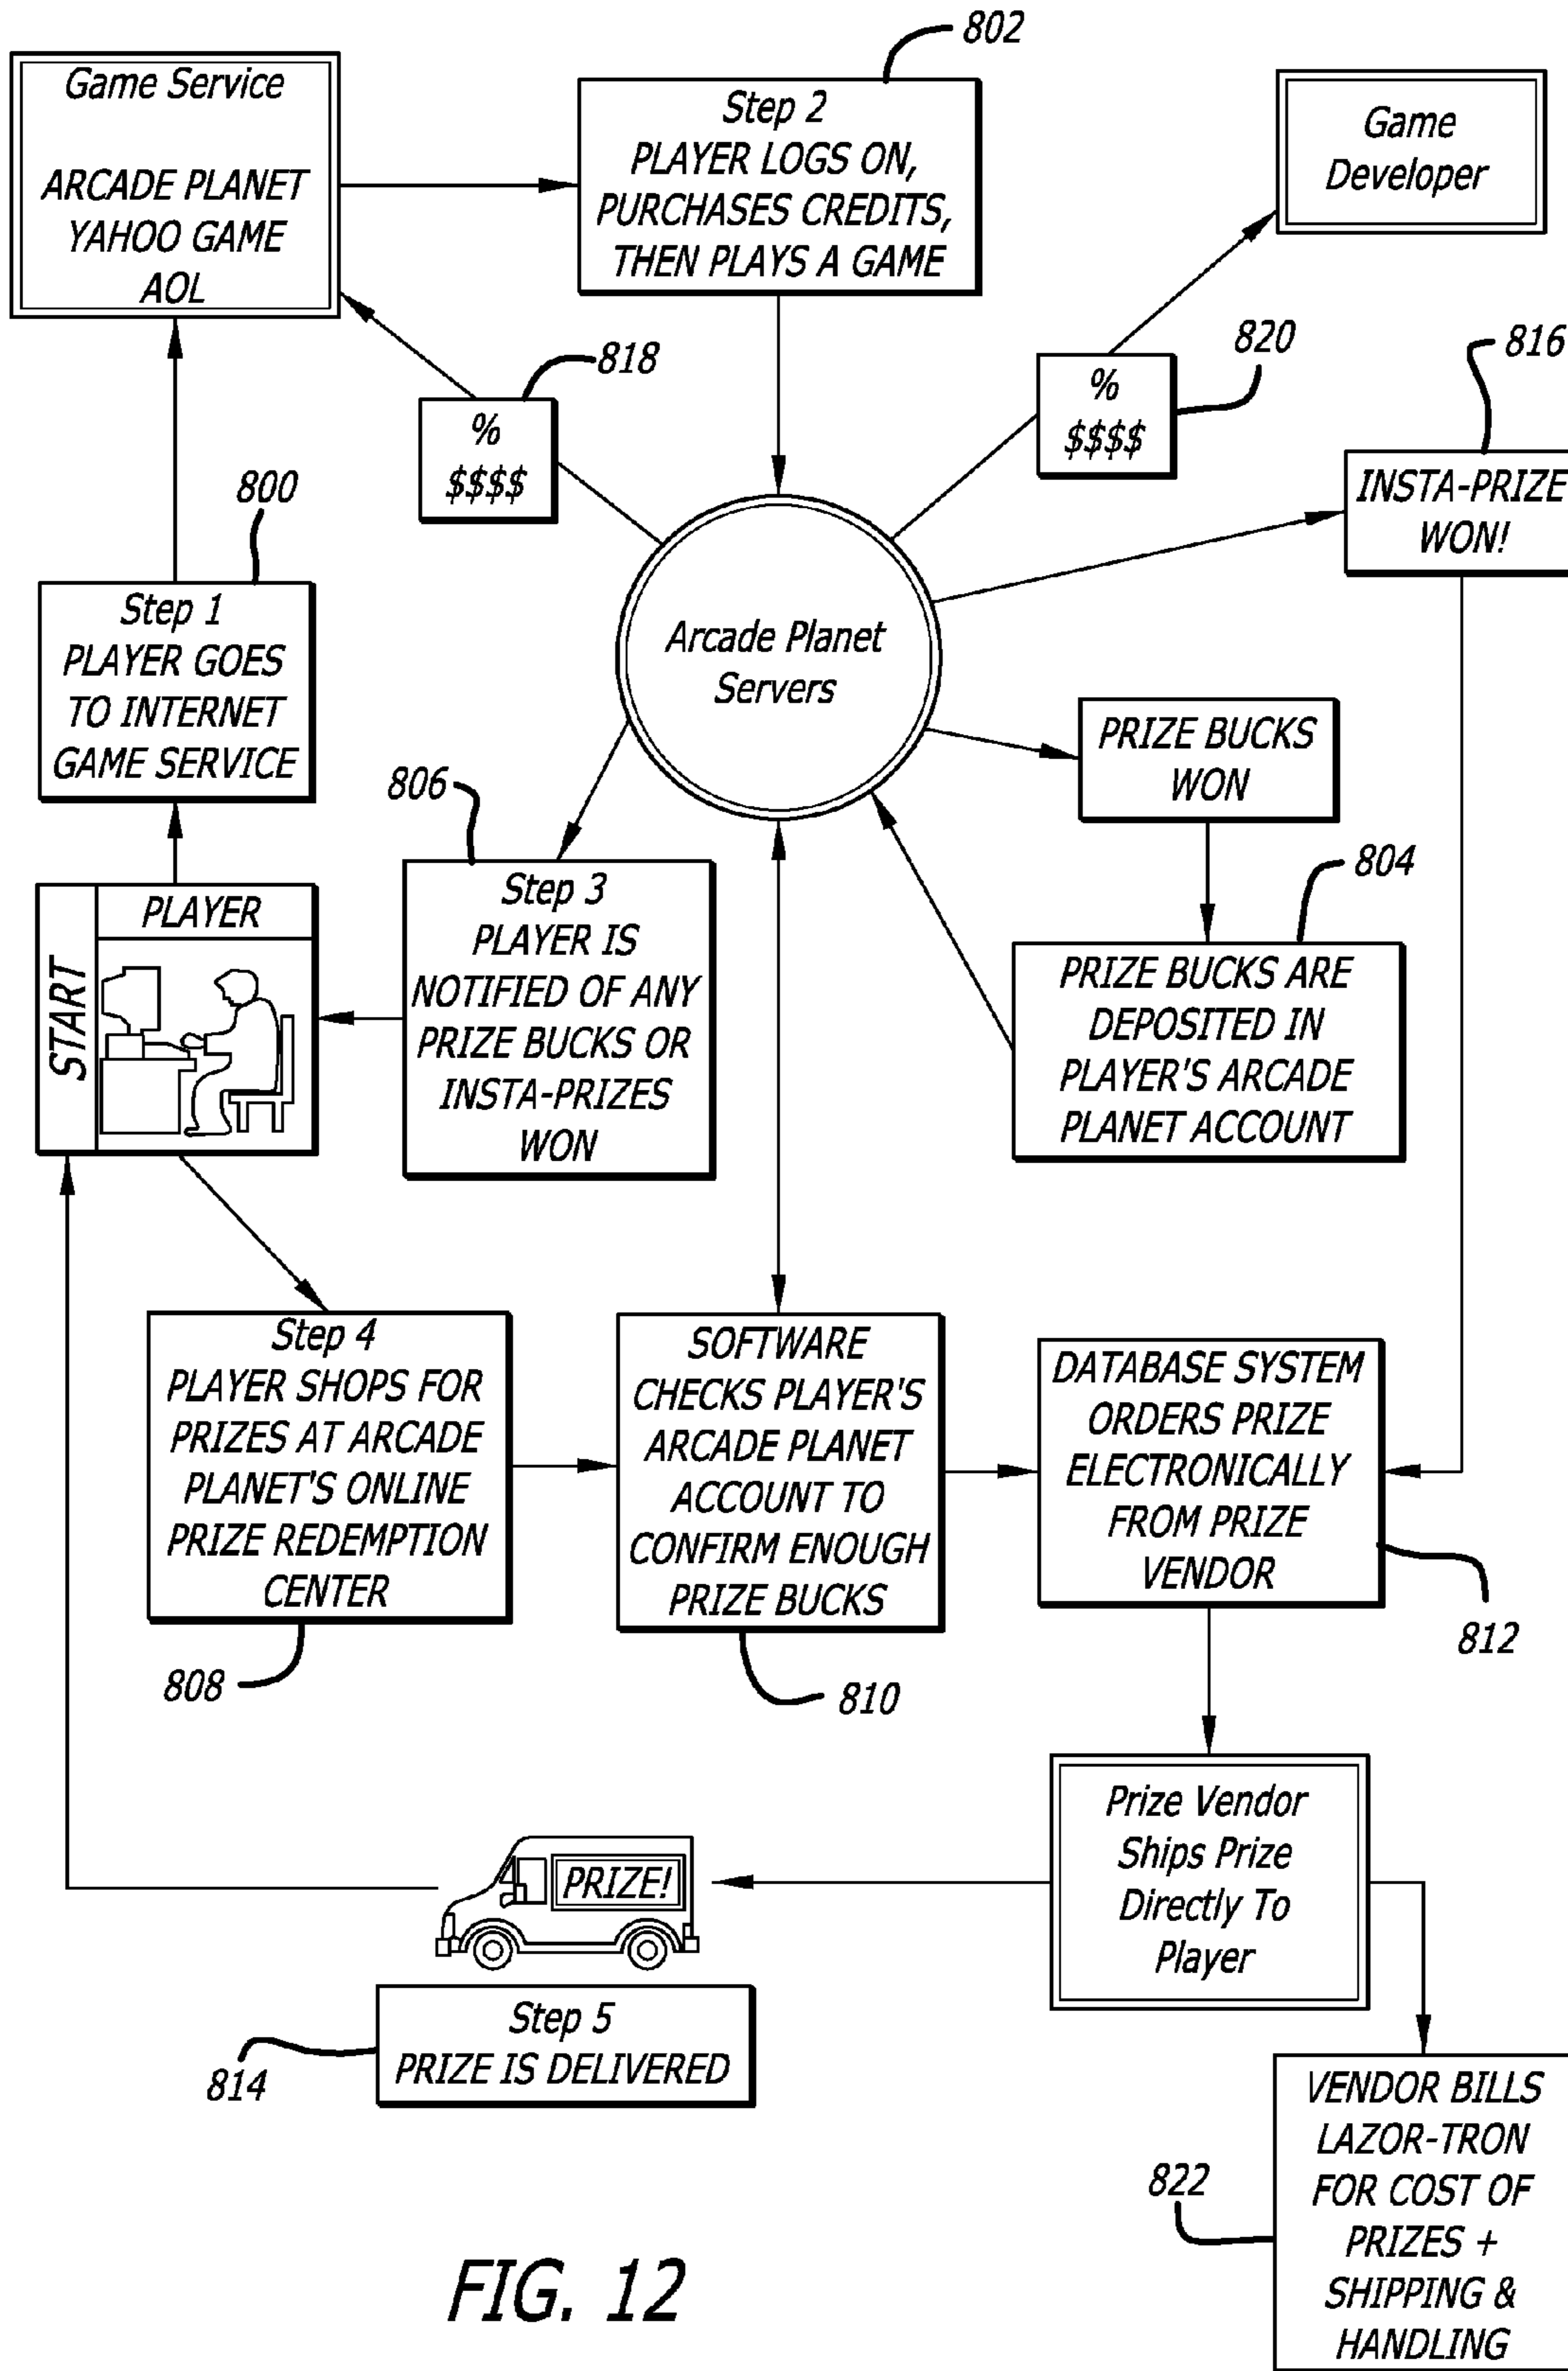 802
Game Service
ARCADE PLANET
YAHOO GAME
AOL
Step 2
PLAYER LOGS ON,
PURCHASES CREDITS,
THEN PLAYS A GAME
Game
Developer
818
%
$$$$
820
%
$$$$
816
INSTA-PRIZE
WON!
800
Step 1
PLAYER GOES
TO INTERNET
GAME SERVICE
Arcade Planet
Servers
PRIZE BUCKS
WON
806
804
START
PLAYER
Step 3
PLAYER IS
NOTIFIED OF ANY
PRIZE BUCKS OR
INSTA-PRIZES
WON
PRIZE BUCKS ARE
DEPOSITED IN
PLAYER'S ARCADE
PLANET ACCOUNT
Step 4
PLAYER SHOPS FOR
PRIZES AT ARCADE
PLANET'S ONLINE
PRIZE REDEMPTION
CENTER
808
SOFTWARE
CHECKS PLAYER'S
ARCADE PLANET
ACCOUNT TO
CONFIRM ENOUGH
PRIZE BUCKS
810
DATABASE SYSTEM
ORDERS PRIZE
ELECTRONICALLY
FROM PRIZE
VENDOR
812
PRIZE!
Prize Vendor
Ships Prize
Directly To
Player
Step 5
PRIZE IS DELIVERED
814
VENDOR BILLS
LAZOR-TRON
FOR COST OF
PRIZES +
SHIPPING &
HANDLING
822
FIG. 12